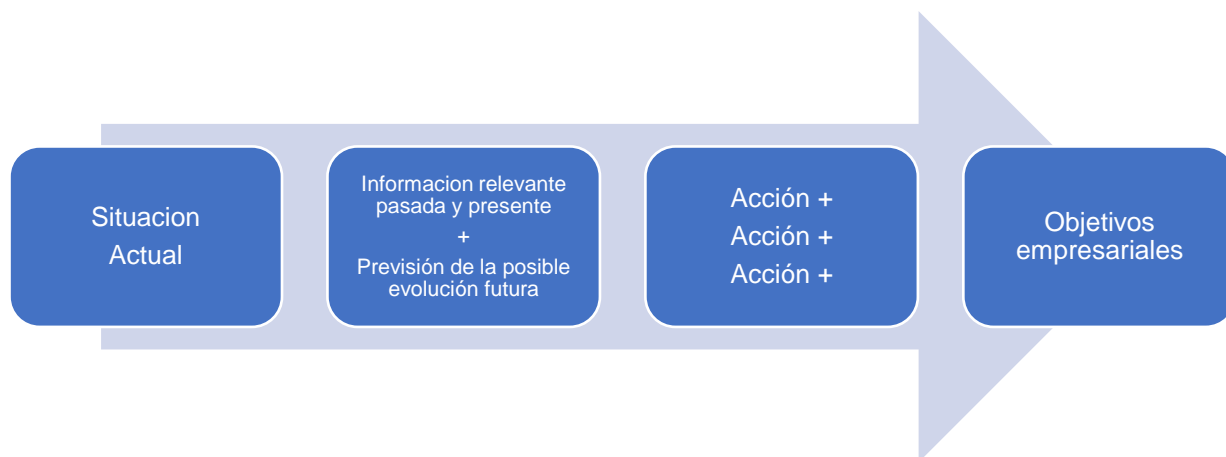 Situacion
Actual
Informacion relevante
pasada y presente
+
Previsión de la posible
evolución futura
Acción +
Acción +
Acción +
Objetivos
empresariales